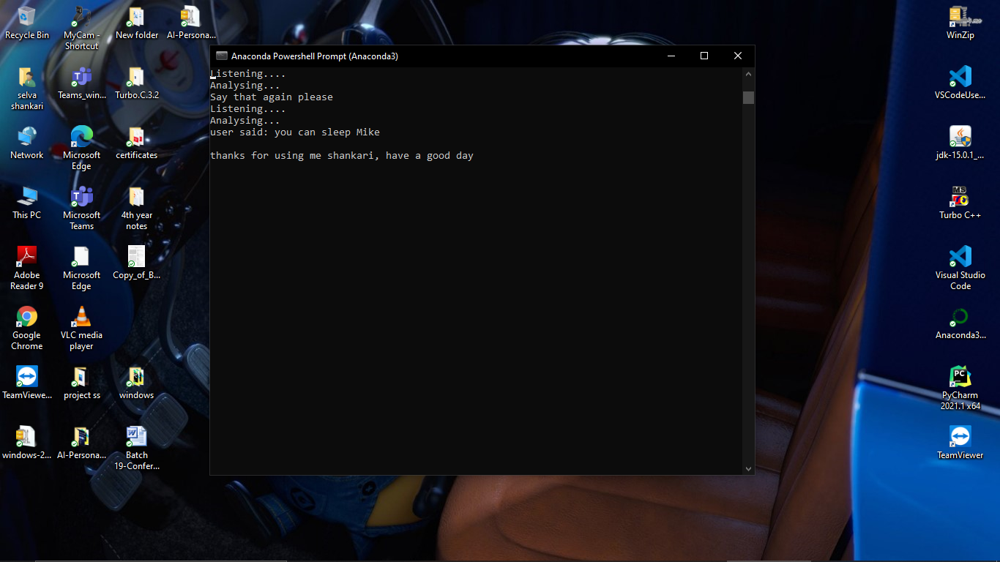 Recycle Bin
MyCam -
Shortcut
New folder
AI-Persona...
WinZip
selva
shankari
Teams_win...
Turbo.C.3.2
VSCodeUse...
Network
Microsoft
Edge
certificates
jdk-15.0.1_...
This PC
Microsoft
Teams
4th year
notes
MS
Turbo C++
Adobe
Reader 9
Microsoft
Edge
Copy_of_B...
Visual Studio
Code
Google
Chrome
VLC media
player
Anaconda3...
TeamViewe...
project ss
windows
PC
PyCharm
2021.1 x64
windows-2...
AI-Persona...
W
Batch
19-Confer...
TeamViewer
Anaconda Powershell Prompt (Anaconda3)
Listening....
Analysing...
Say that again please
Listening....
Analysing...
user said: you can sleep Mike
thanks for using me shankari, have a good day